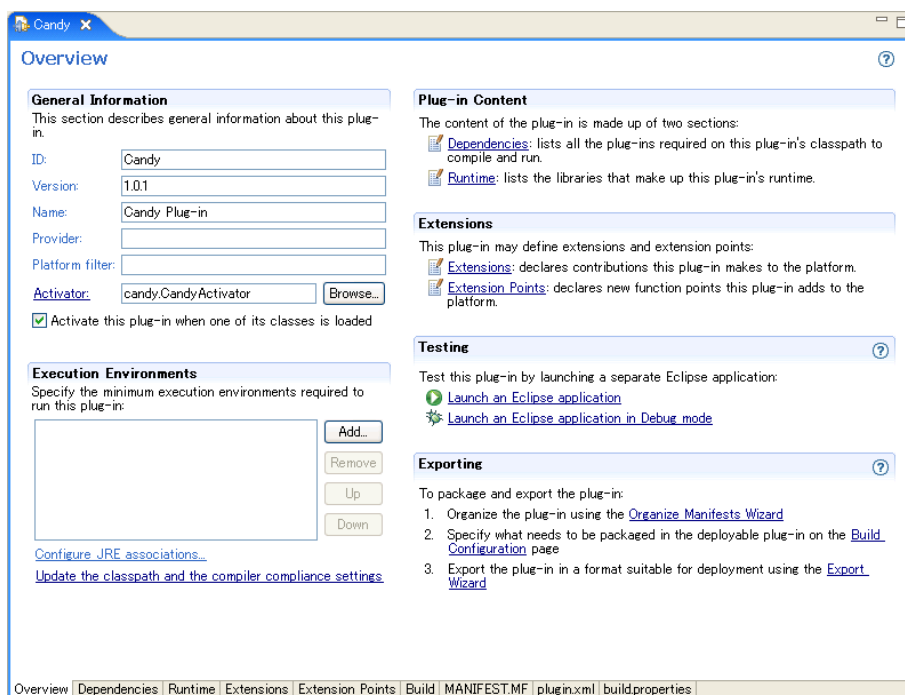 Candy
Overview
General Information
This section describes general information about this plug-
in.
ID:
Candy
Version:
1.0.1
Name:
Candy Plug-in
Provider:
Platform filter:
Activator:
candy.CandyActivator
Browse...
Activate this plug-in when one of its classes is loaded
Execution Environments
Specify the minimum execution environments required to
run this plug-in:
Add...
Remove
Up
Down
Configure JRE associations...
Update the classpath and the compiler compliance settings
Plug-in Content
The content of the plug-in is made up of two sections:
Dependencies: lists all the plug-ins required on this plug-in's classpath to
compile and run.
Runtime: lists the libraries that make up this plug-in's runtime.
Extensions
This plug-in may define extensions and extension points:
Extensions: declares contributions this plug-in makes to the platform.
Extension Points: declares new function points this plug-in adds to the
platform.
Testing
Test this plug-in by launching a separate Eclipse application:
Launch an Eclipse application
Launch an Eclipse application in Debug mode
Exporting
To package and export the plug-in:
1. Organize the plug-in using the Organize Manifests Wizard
2. Specify what needs to be packaged in the deployable plug-in on the Build
Configuration page
3. Export the plug-in in a format suitable for deployment using the Export
Wizard
Overview Dependencies Runtime Extensions Extension Points Build MANIFEST.MF plugin.xml build.properties